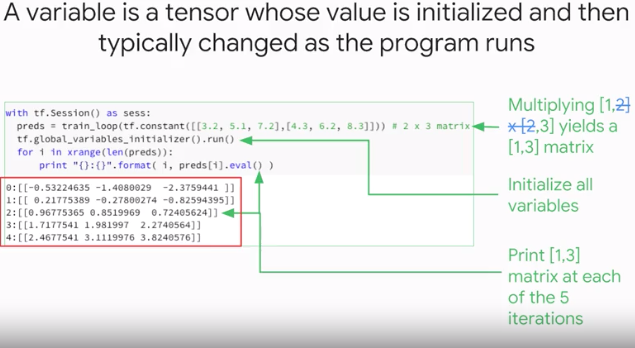 A variable is a tensor whose value is initialized and then
typically changed as the program runs
with tf.Session() as sess:
preds = train_loop(tf.constant([[3.2, 5.1, 7.2],[4.3, 6.2, 8.3]])) # 2 x 3 matrix
tf.global_variables_initializer().run()
for i in xrange(len(preds)):
print "{}:{}".format( i, preds[i].eval() )
0:[[-0.53224635 -1.4080029  -2.3759441 ]]
1:[[ 0.21775389 -0.27800274 -0.82594395]]
2:[[0.96775365 0.8519969  0.72405624]]
3:[[1.7177541 1.981997  2.2740564]]
4:[[2.4677541 3.1119976 3.8240576]]
Multiplying [1,2]
x [2,3] yields a
[1,3] matrix
Initialize all
variables
Print [1,3]
matrix at each
of the 5
iterations